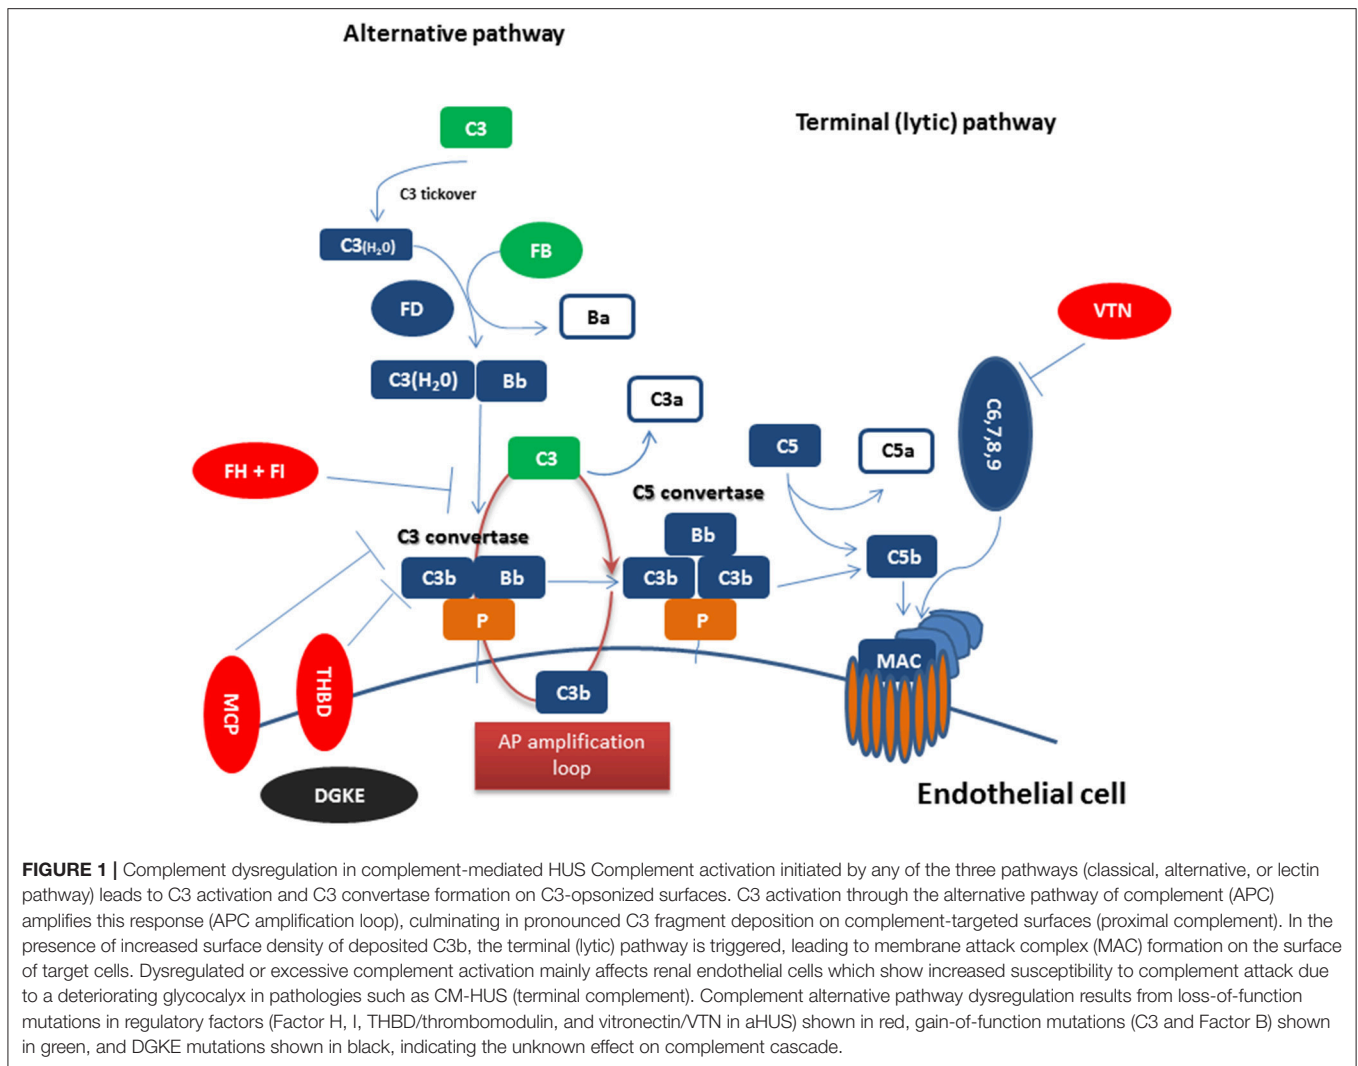 Alternative pathway
Terminal (lytic) pathway
C3
C3 tickover
C3(H₂0)
FB
FD
Ba
VTN
C3(H₂0)
Bb
C3a
C6,7,8,9
C3
C5
C5a
FH + FI
C5 convertase
C3 convertase
Bb
C5b
C3b
Bb
C3b
C3b
P
P
MAC
MCP
THBD
C3b
AP amplification
loop
DGKE
Endothelial cell
FIGURE 1 | Complement dysregulation in complement-mediated HUS Complement activation initiated by any of the three pathways (classical, alternative, or lectin
pathway) leads to C3 activation and C3 convertase formation on C3-opsonized surfaces. C3 activation through the alternative pathway of complement (APC)
amplifies this response (APC amplification loop), culminating in pronounced C3 fragment deposition on complement-targeted surfaces (proximal complement). In the
presence of increased surface density of deposited C3b, the terminal (lytic) pathway is triggered, leading to membrane attack complex (MAC) formation on the surface
of target cells. Dysregulated or excessive complement activation mainly affects renal endothelial cells which show increased susceptibility to complement attack due
to a deteriorating glycocalyx in pathologies such as CM-HUS (terminal complement). Complement alternative pathway dysregulation results from loss-of-function
mutations in regulatory factors (Factor H, I, THBD/thrombomodulin, and vitronectin/VTN in aHUS) shown in red, gain-of-function mutations (C3 and Factor B) shown
in green, and DGKE mutations shown in black, indicating the unknown effect on complement cascade.